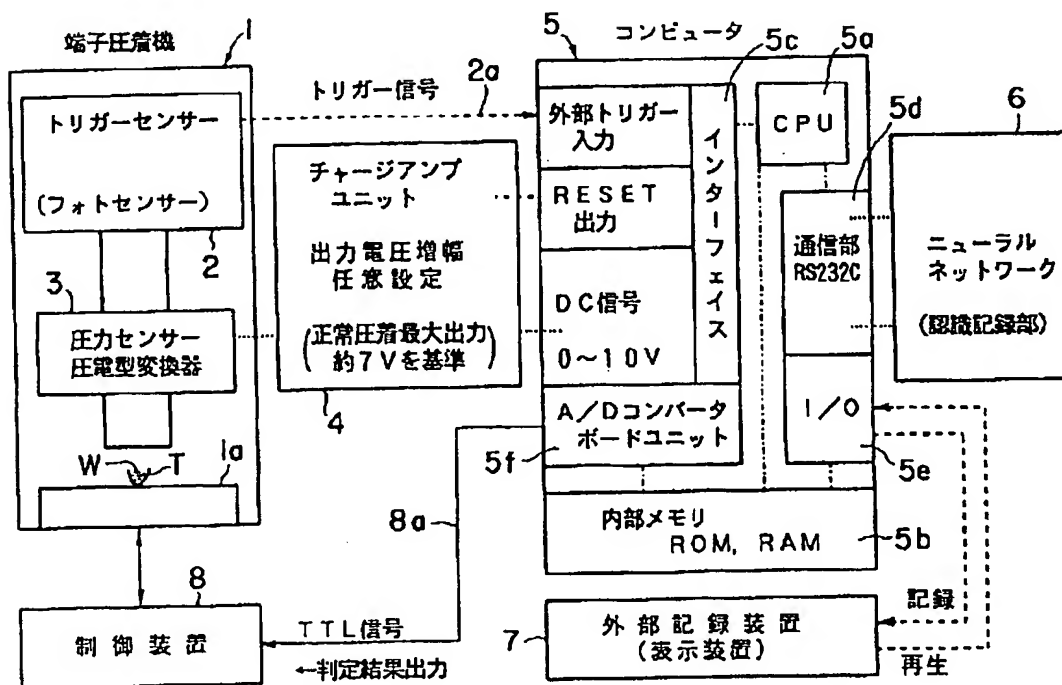 端子圧着機
1
トリガーセンサー
(フォトセンサー)
2
3
圧力センサー
圧電型変換器
W
T
1a
8
制御装置
トリガー信号
2a
チャージアンプ
ユニット
出力電圧増幅
任意設定
(正常圧着最大出力
約7Vを基準)
4
5
コンピュータ
5c
5a
5d
6
外部トリガー
入力
RESET
出力
DC信号
0～10V
インターフェイス
CPU
通信部
RS232C
I/O
5e
A/Dコンバータ
ボードユニット
5f
内部メモリ
ROM, RAM
5b
ニューラル
ネットワーク
(認識記録部)
8a
TTL信号
←判定結果出力
7
外部記録装置
(表示装置)
記録
再生